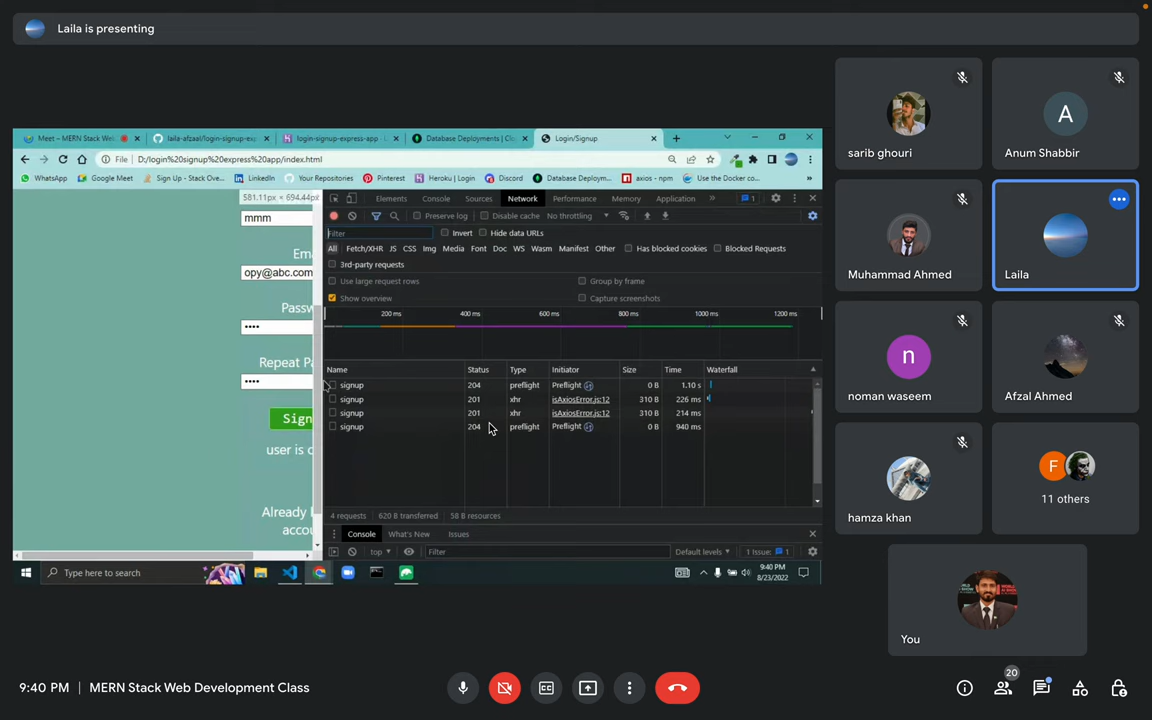 Laila is presenting
Meet – MERN Stack Web
laila-afzaal/login-signup-exp
login-signup-express-app - 
Database Deployments | Clo
Login/Signup
File D:/login%20signup%20express%20app/index.html
WhatsApp Google Meet Sign Up - Stack Ove... LinkedIn Your Repositories Pinterest Heroku | Login Discord Database Deploym... axios - npm Use the Docker co...
581.11px × 694.44px
Elements Console Sources Network Performance Memory Application
1
Preserve log Disable cache No throttling
Filter Invert Hide data URLs
All Fetch/XHR JS CSS Img Media Font Doc WS Wasm Manifest Other Has blocked cookies Blocked Requests
3rd-party requests
Use large request rows Group by frame
Show overview Capture screenshots
200 ms 400 ms 600 ms 800 ms 1000 ms 1200 ms
Name Status Type Initiator Size Time Waterfall
signup 204 preflight Preflight 0 B 1.10 s
signup 201 xhr isAxiosError.js:12 310 B 226 ms
signup 201 xhr isAxiosError.js:12 310 B 214 ms
signup 204 preflight Preflight 0 B 940 ms
4 requests 620 B transferred 58 B resources
Console What's New Issues
top Filter Default levels 1 Issue: 1
mmm
Ema
opy@abc.com
Passw
••••
Repeat Pa
••••
Sign
user is c
Already
accou
Type here to search
9:40 PM
8/23/2022
sarib ghouri
A
Anum Shabbir
Muhammad Ahmed
Laila
n
noman waseem
Afzal Ahmed
hamza khan
F
11 others
You
9:40 PM MERN Stack Web Development Class
20